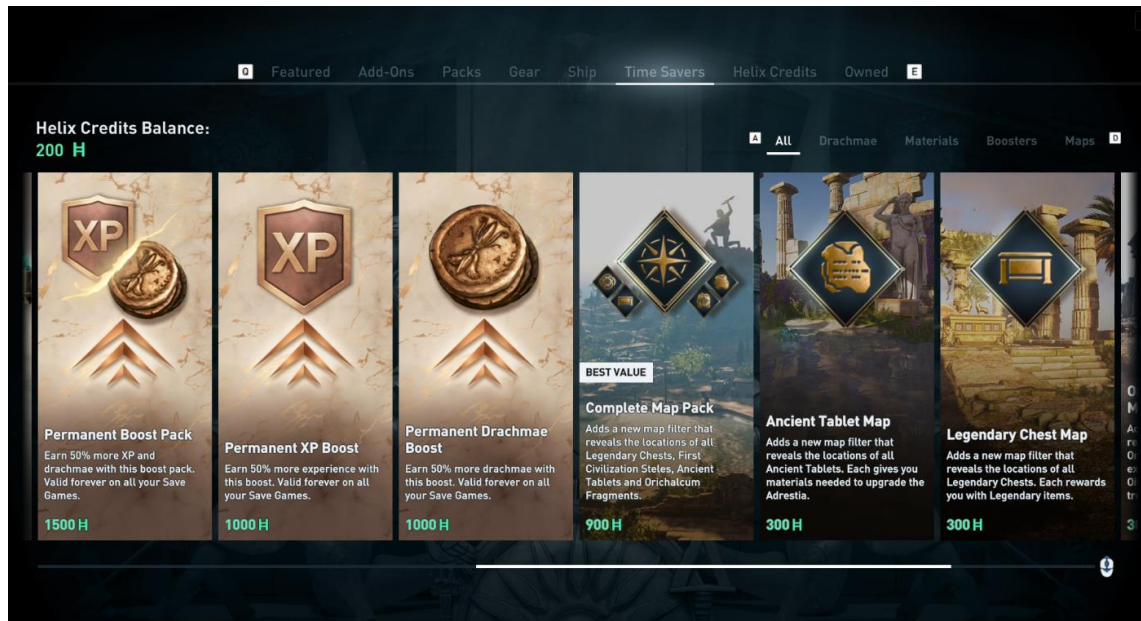 Q Featured Add-Ons Packs Gear Ship Time Savers Helix Credits Owned E
Helix Credits Balance:
200
A All Drachmae Materials Boosters Maps D
XP
Permanent Boost Pack
Earn 50% more XP and
drachmae with this boost pack.
Valid forever on all your Save
Games.
1500
XP
Permanent XP Boost
Earn 50% more experience with
this boost. Valid forever on all
your Save Games.
1000
Permanent Drachmae
Boost
Earn 50% more drachmae with
this boost. Valid forever on all
your Save Games.
1000
BEST VALUE
Complete Map Pack
Adds a new map filter that
reveals the locations of all
Legendary Chests, First
Civilization Steles, Ancient
Tablets and Orichalcum
Fragments.
900
Ancient Tablet Map
Adds a new map filter that
reveals the locations of all
Ancient Tablets. Each gives you
materials needed to upgrade the
Adrestia.
300
Legendary Chest Map
Adds a new map filter that
reveals the locations of all
Legendary Chests. Each rewards
you with Legendary items.
300